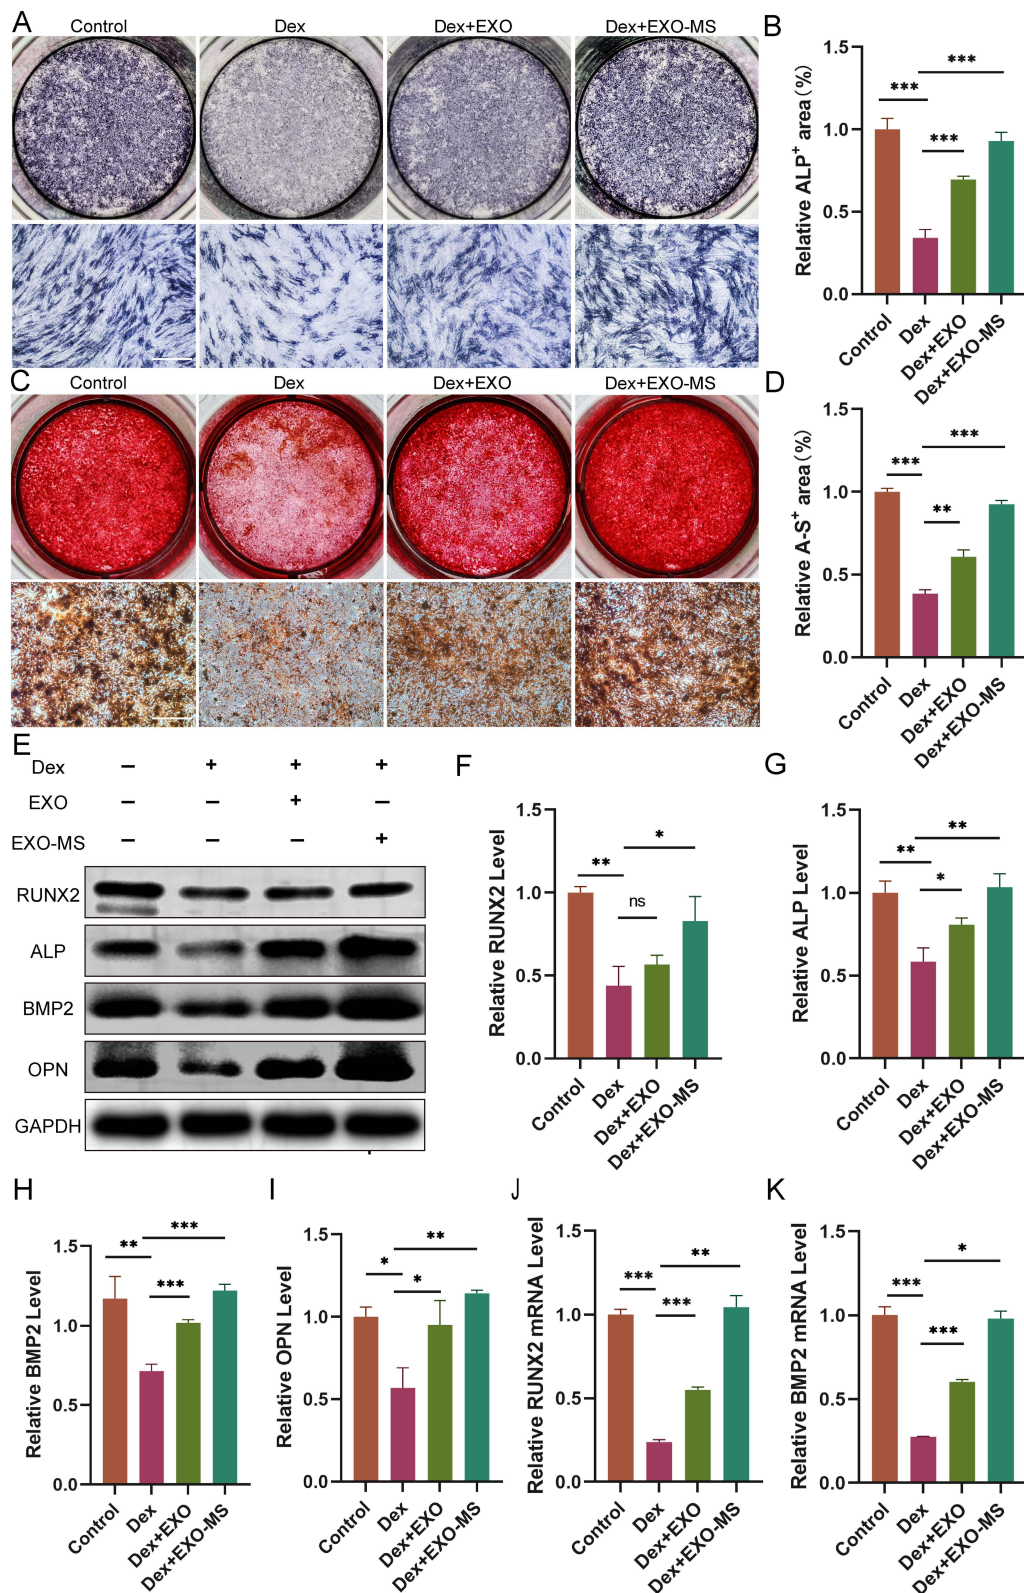 A
Control
Dex
Dex+EXO
Dex+EXO-MS
B
Relative ALP⁺ area(%)
1.5
1.0
0.5
0.0
***
***
***
Control
Dex
Dex+EXO
Dex+EXO-MS
C
Control
Dex
Dex+EXO
Dex+EXO-MS
D
Relative A-S⁺ area(%)
1.5
1.0
0.5
0.0
***
***
**
Control
Dex
Dex+EXO
Dex+EXO-MS
E
Dex − + + +
EXO − − + −
EXO-MS − − − +
RUNX2
ALP
BMP2
OPN
GAPDH
F
Relative RUNX2 Level
1.5
1.0
0.5
0.0
*
**
ns
Control
Dex
Dex+EXO
Dex+EXO-MS
G
Relative ALP Level
1.5
1.0
0.5
0.0
**
**
*
Control
Dex
Dex+EXO
Dex+EXO-MS
H
Relative BMP2 Level
1.5
1.0
0.5
0.0
***
**
***
Control
Dex
Dex+EXO
Dex+EXO-MS
I
Relative OPN Level
1.5
1.0
0.5
0.0
**
*
*
Control
Dex
Dex+EXO
Dex+EXO-MS
J
Relative RUNX2 mRNA Level
1.5
1.0
0.5
0.0
**
***
***
Control
Dex
Dex+EXO
Dex+EXO-MS
K
Relative BMP2 mRNA Level
1.5
1.0
0.5
0.0
*
***
***
Control
Dex
Dex+EXO
Dex+EXO-MS